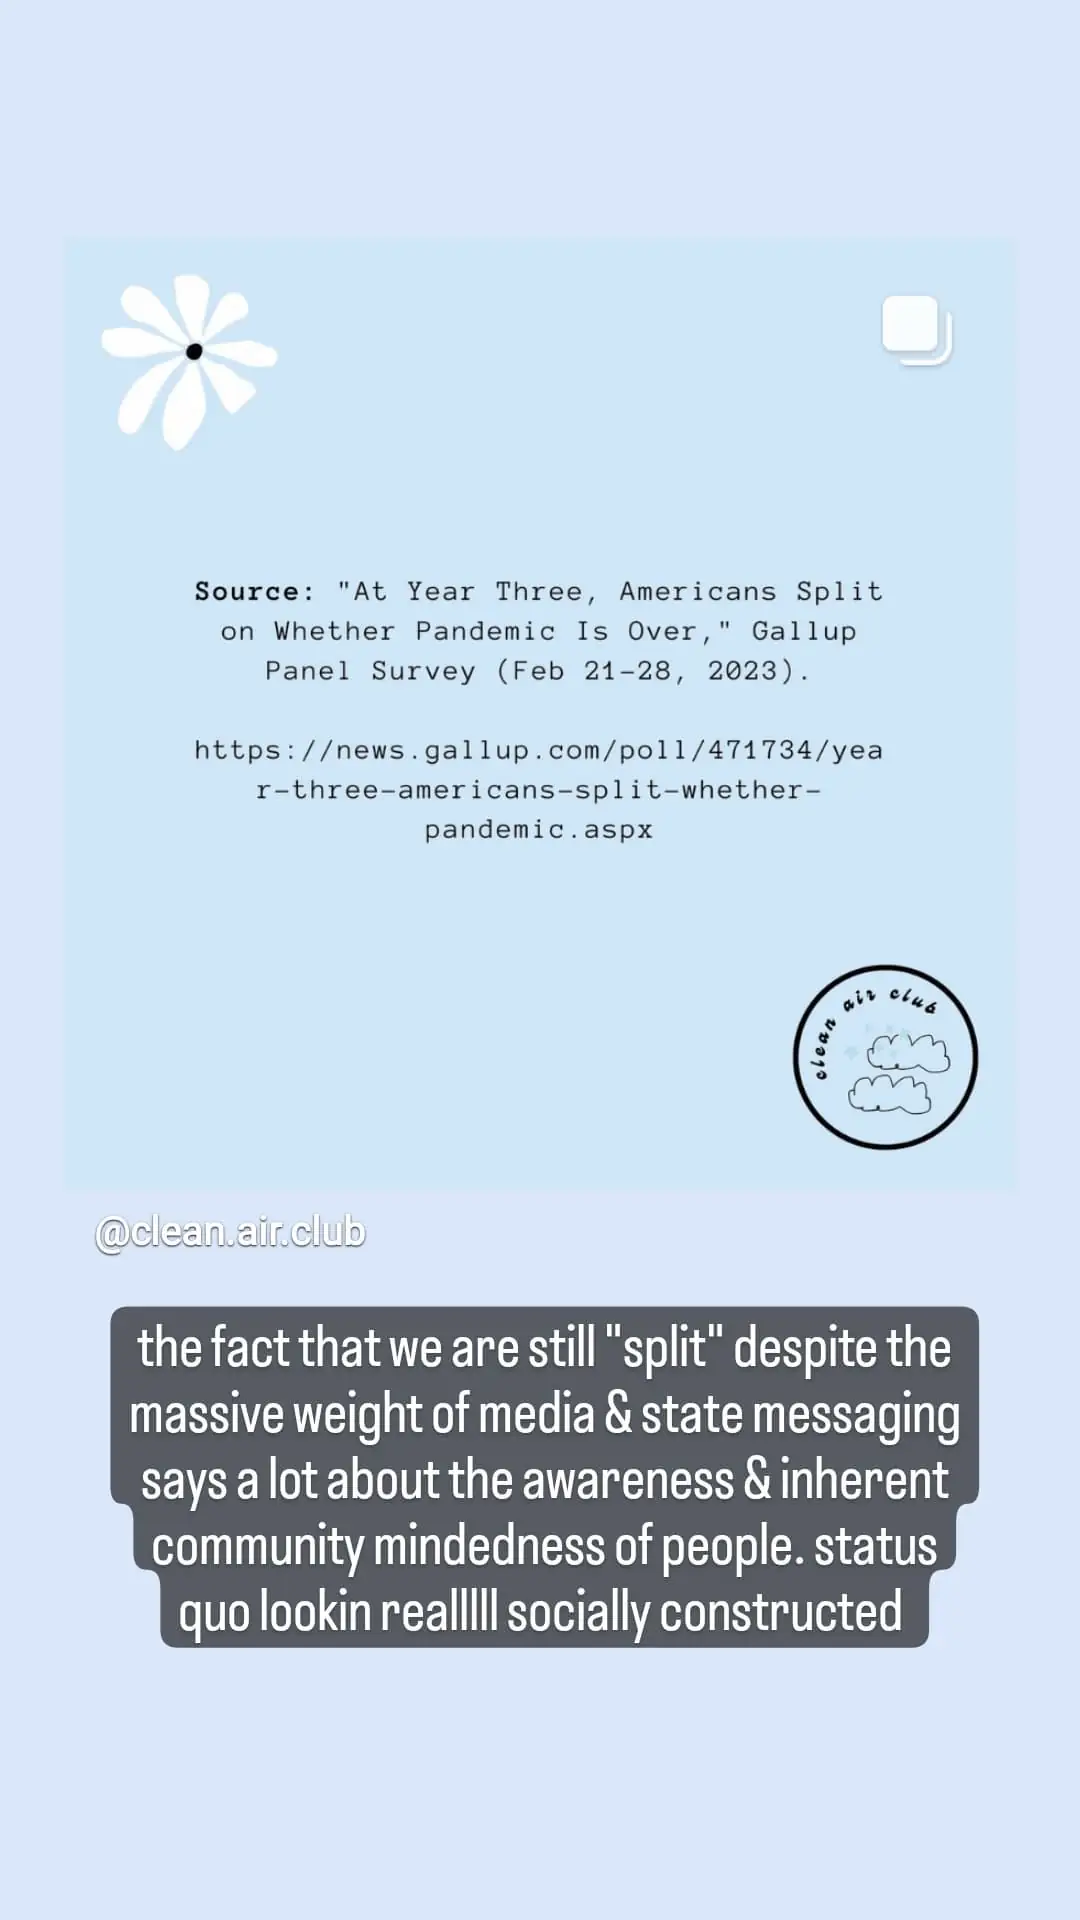 Source: "At Year Three, Americans Split
on Whether Pandemic Is Over," Gallup
Panel Survey (Feb 21-28, 2023).
https://news.gallup.com/poll/471734/yea
r-three-americans-split-whether-
pandemic.aspx
clean air club
@clean.air.club
the fact that we are still "split" despite the
massive weight of media & state messaging
says a lot about the awareness & inherent
community mindedness of people. status
quo lookin realllll socially constructed